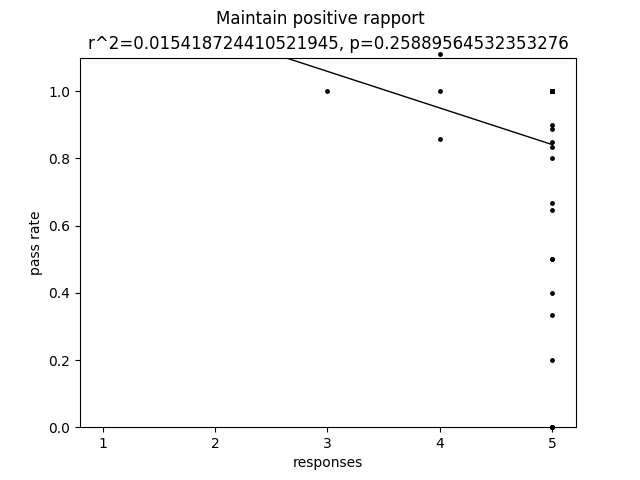 Maintain positive rapport
r^2=0.015418724410521945, p=0.25889564532353276
1.0
0.8
0.6
0.4
0.2
0.0
pass rate
1 2 3 4 5
responses